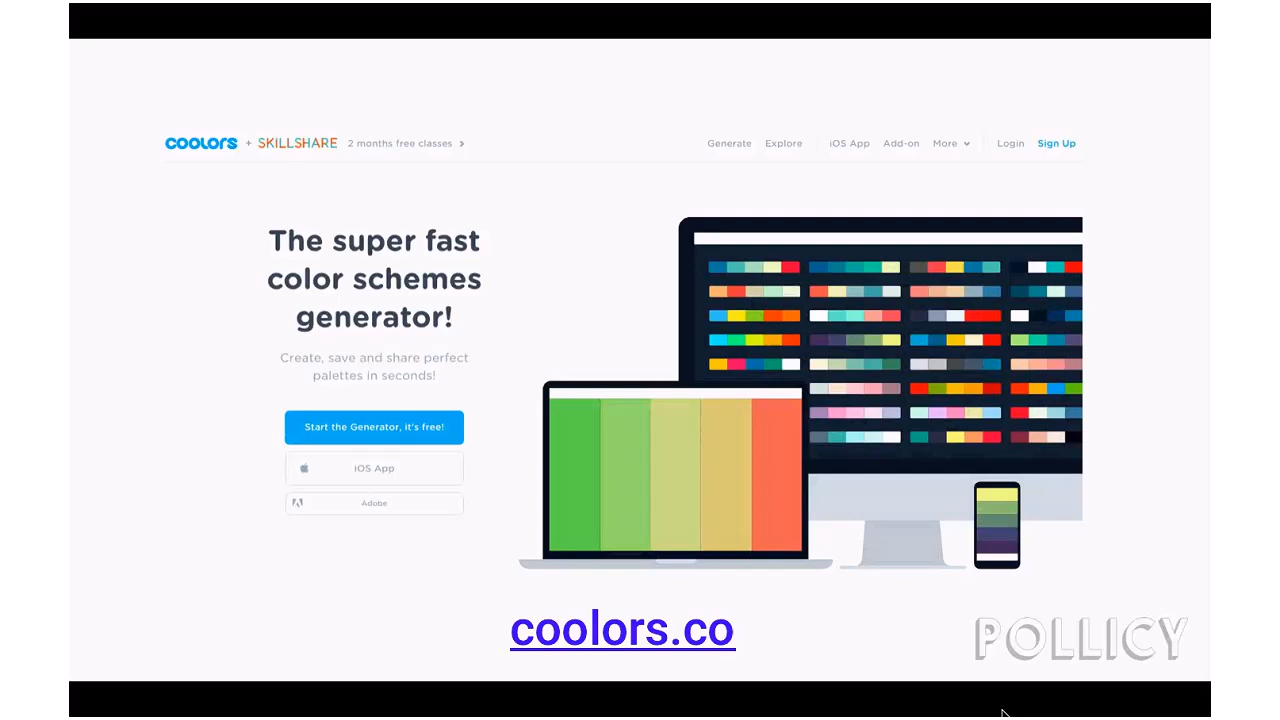 COOLORS + SKILLSHARE 2 months free classes
Generate Explore iOS App Add-on More Login Sign Up
The super fast
color schemes
generator!
Create, save and share perfect
palettes in seconds!
Start the Generator, it's free!
iOS App
Adobe
coolors.co
POLLICY